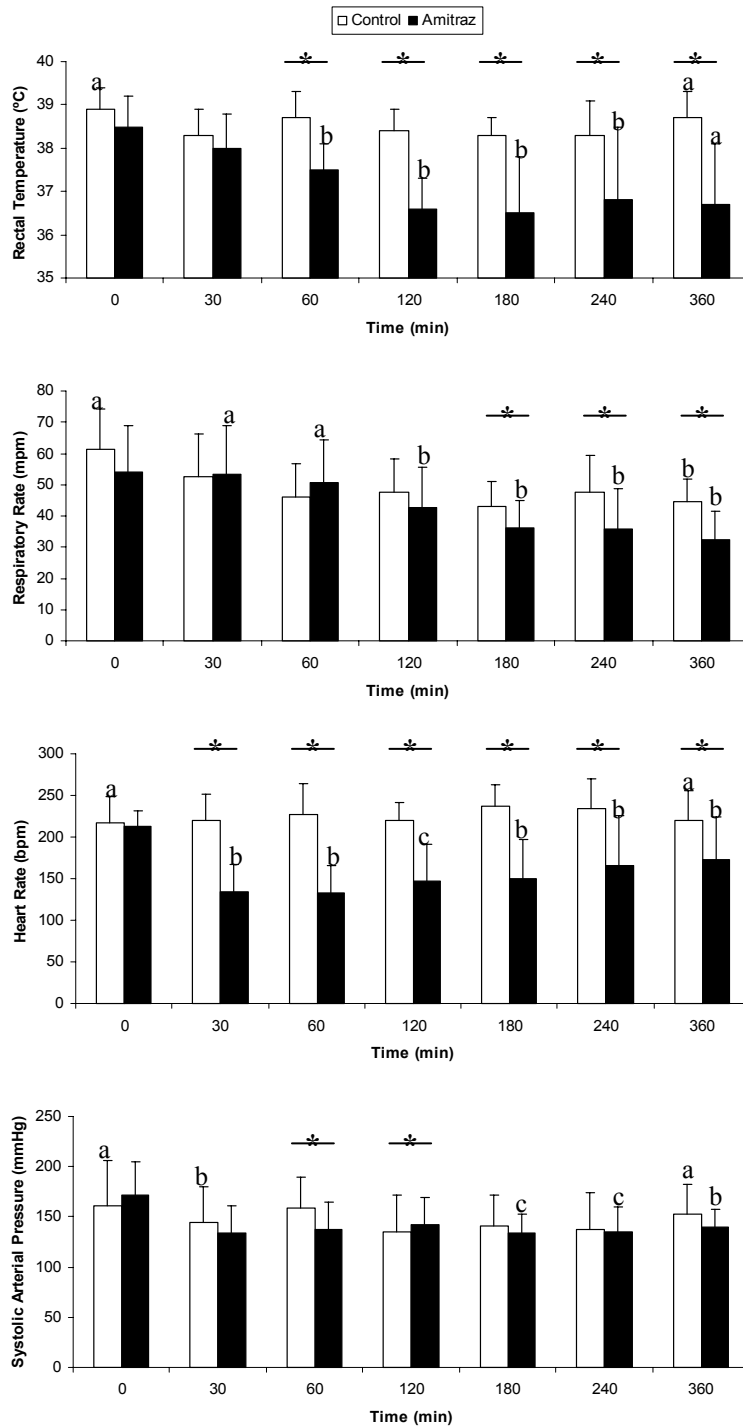 Control Amitraz
Rectal Temperature (ºC)
40
39
38
37
36
35
a
*
*
*
*
*
b
b
b
b
a
a
0 30 60 120 180 240 360
Time (min)
Respiratory Rate (mpm)
80
70
60
50
40
30
20
10
0
a
a
a
b
*
b
*
b
*
b
b
0 30 60 120 180 240 360
Time (min)
Heart Rate (bpm)
300
250
200
150
100
50
0
a
*
b
*
b
*
c
*
b
*
b
*
a
b
0 30 60 120 180 240 360
Time (min)
Systolic Arterial Pressure (mmHg)
250
200
150
100
50
0
a
b
*
*
c
c
a
b
0 30 60 120 180 240 360
Time (min)